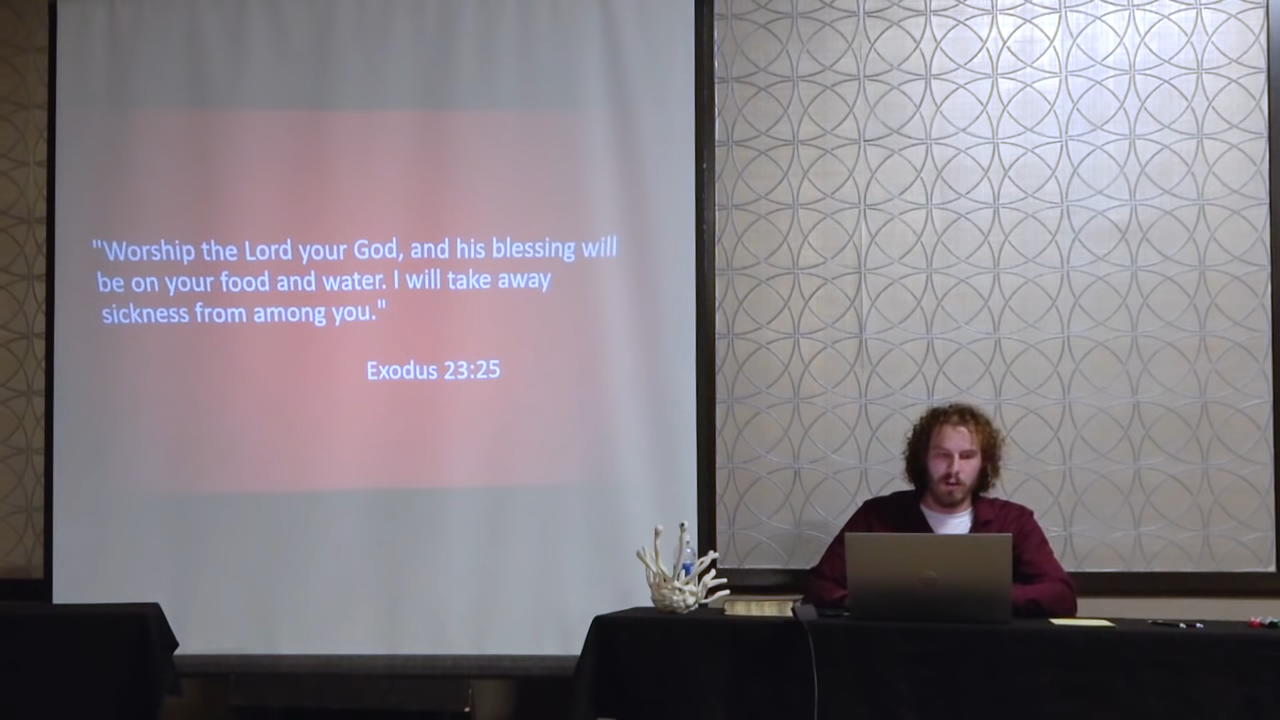 "Worship the Lord your God, and his blessing will
be on your food and water. I will take away
sickness from among you."
Exodus 23:25